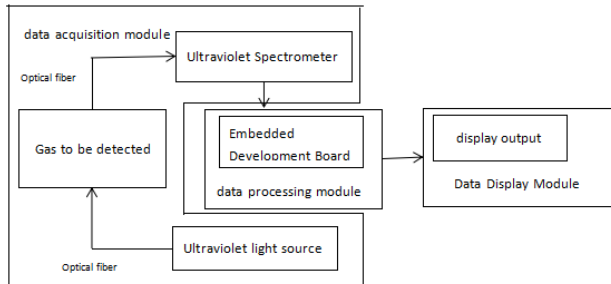 data acquisition module
Ultraviolet Spectrometer
Optical fiber
Gas to be detected
Embedded
Development Board
data processing module
display output
Data Display Module
Ultraviolet light source
Optical fiber